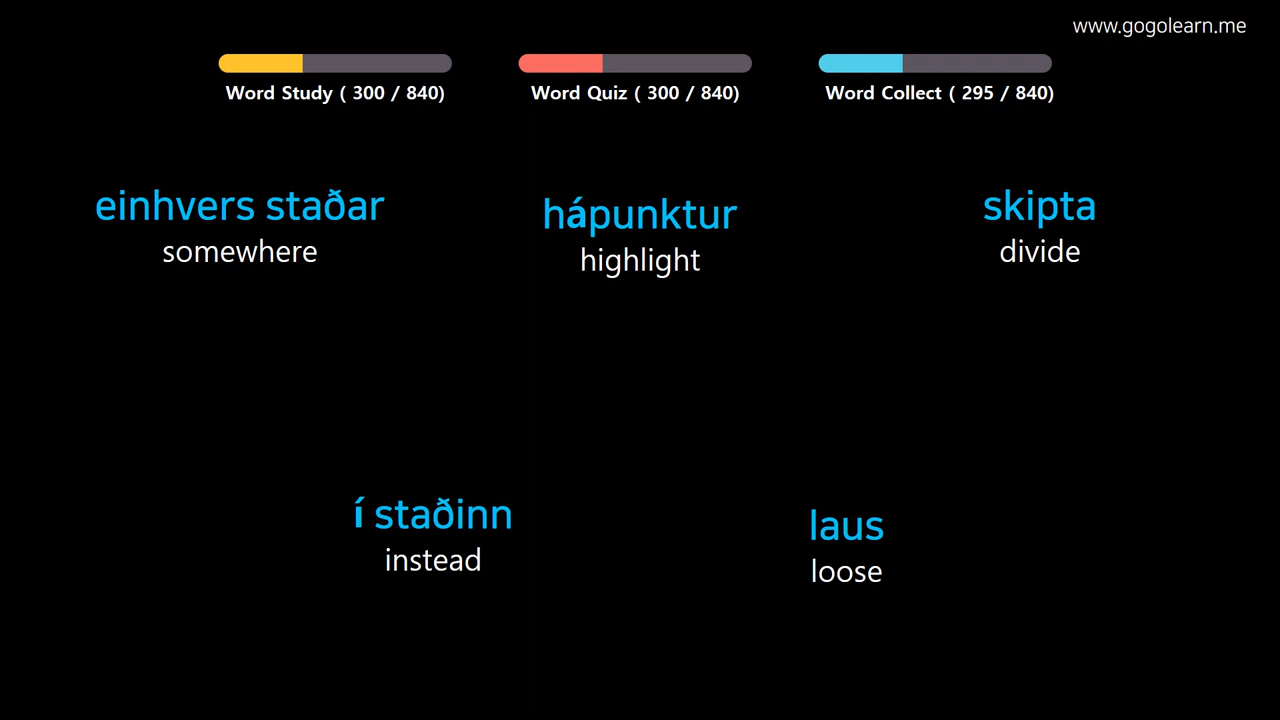 www.gogolearn.me
Word Study ( 300 / 840)
Word Quiz ( 300 / 840)
Word Collect ( 295 / 840)
einhvers staðar
somewhere
hápunktur
highlight
skipta
divide
í staðinn
instead
laus
loose